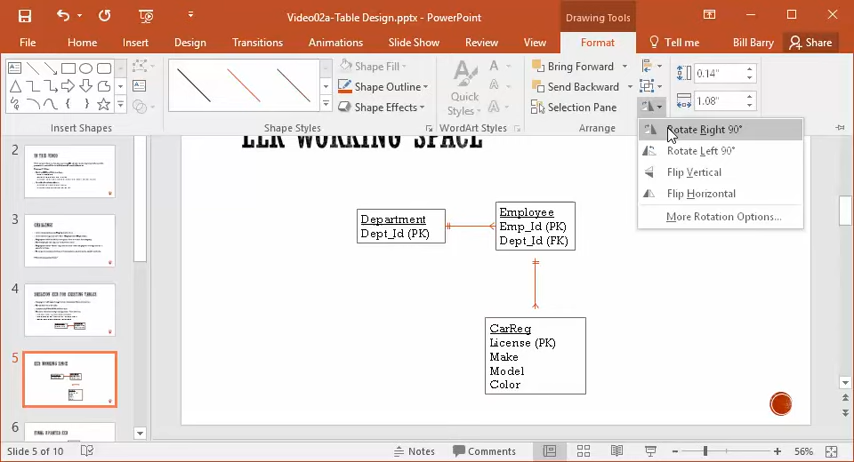 Video02a-Table Design.pptx - PowerPoint
Drawing Tools
File
Home
Insert
Design
Transitions
Animations
Slide Show
Review
View
Format
Tell me
Bill Barry
Share
Shape Fill
Shape Outline
Shape Effects
Quick
Styles
Bring Forward
Send Backward
Selection Pane
0.14"
1.08"
Insert Shapes
Shape Styles
WordArt Styles
Arrange
Rotate Right 90°
Rotate Left 90°
Flip Vertical
Flip Horizontal
More Rotation Options...
2
3
4
5
6
EER WORKING SPACE
Department
Dept_Id (PK)
Employee
Emp_Id (PK)
Dept_Id (FK)
CarReg
License (PK)
Make
Model
Color
Slide 5 of 10
Notes
Comments
56%